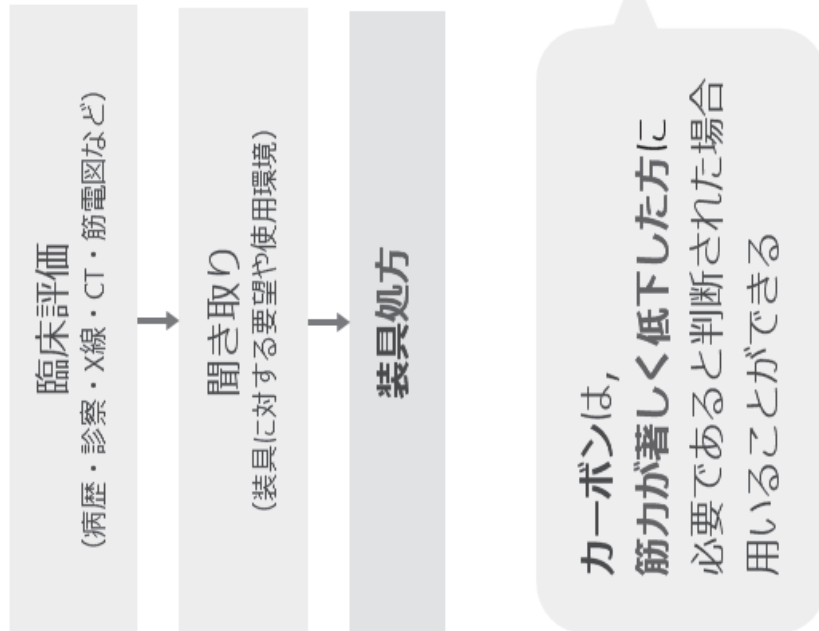 臨床評価
(病歴・診察・X線・CT・筋電図など)
聞き取り
(装具に対する要望や使用環境)
装具処方
カーボンは,
筋力が著しく低下した方に
必要であると判断された場合
用いることができる